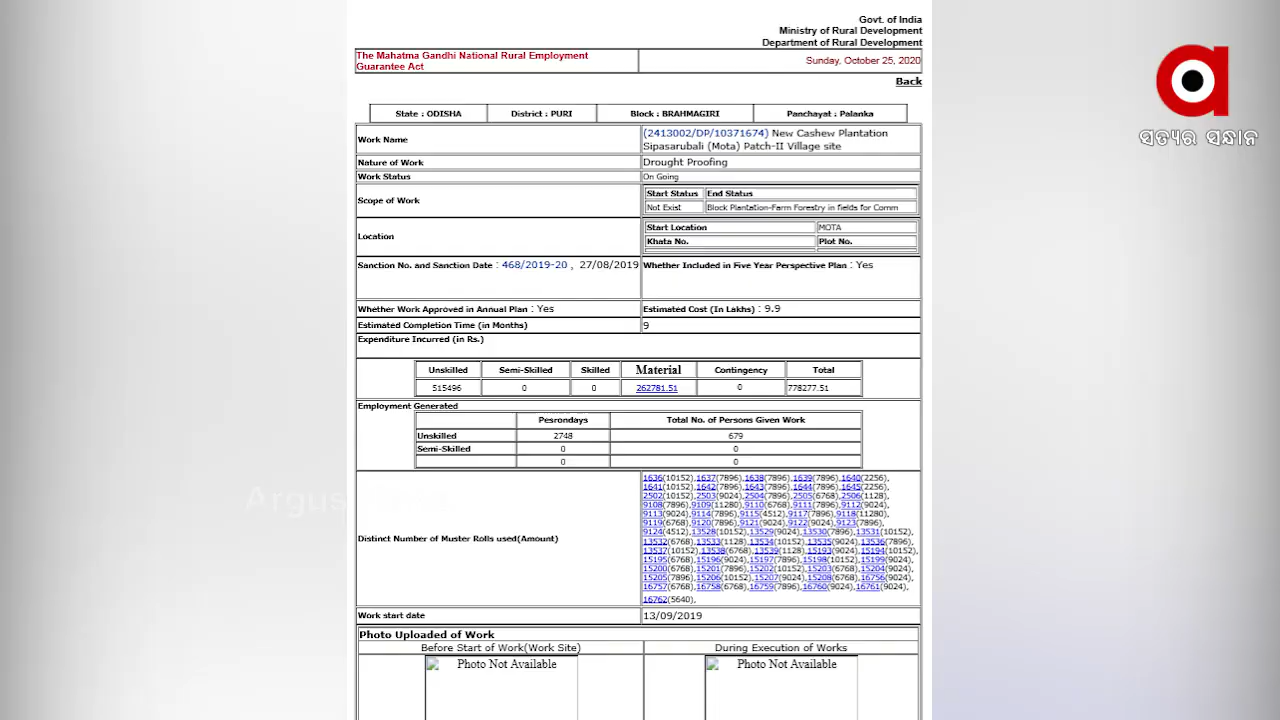 Govt. of India
Ministry of Rural Development
Department of Rural Development
The Mahatma Gandhi National Rural Employment Guarantee Act
Sunday, October 25, 2020
Back
State : ODISHA District : PURI Block : BRAHMAGIRI Panchayat : Palanka
Work Name (2413002/DP/10371674) New Cashew Plantation
Sipasarubali (Mota) Patch-II Village site
Nature of Work Drought Proofing
Work Status On Going
Scope of Work
Start Status End Status
Not Exist Block Plantation-Farm Forestry in fields for Comm
Location
Start Location MOTA
Khata No. Plot No.
Sanction No. and Sanction Date : 468/2019-20 , 27/08/2019 Whether Included in Five Year Perspective Plan : Yes
Whether Work Approved in Annual Plan : Yes Estimated Cost (In Lakhs) : 9.9
Estimated Completion Time (in Months) 9
Expenditure Incurred (in Rs.)
Unskilled Semi-Skilled Skilled Material Contingency Total
515496 0 0 262781.51 0 778277.51
Employment Generated
Pesrondays Total No. of Persons Given Work
Unskilled 2748 679
Semi-Skilled 0 0
0 0
Distinct Number of Muster Rolls used(Amount)
1636(10152),1637(7896),1638(7896),1639(7896),1640(2256),
1641(10152),1642(7896),1643(7896),1644(7896),1645(2256),
2502(10152),2503(9024),2504(7896),2505(6768),2506(1128),
9108(7896),9109(11280),9110(6768),9111(7896),9112(9024),
9113(9024),9114(7896),9115(4512),9117(7896),9118(11280),
9119(6768),9120(7896),9121(9024),9122(9024),9123(7896),
9124(4512),13528(10152),13529(9024),13530(7896),13531(10152),
13532(6768),13533(1128),13534(10152),13535(9024),13536(7896),
13537(10152),13538(6768),13539(1128),15193(9024),15194(10152),
15195(6768),15196(9024),15197(7896),15198(10152),15199(9024),
15200(6768),15201(7896),15202(10152),15203(6768),15204(9024),
15205(7896),15206(10152),15207(9024),15208(6768),16756(9024),
16757(6768),16758(6768),16759(7896),16760(9024),16761(9024),
16762(5640),
Work start date 13/09/2019
Photo Uploaded of Work
Before Start of Work(Work Site) During Execution of Works
Photo Not Available Photo Not Available
ସତ୍ୟର ସନ୍ଧାନ
Argus